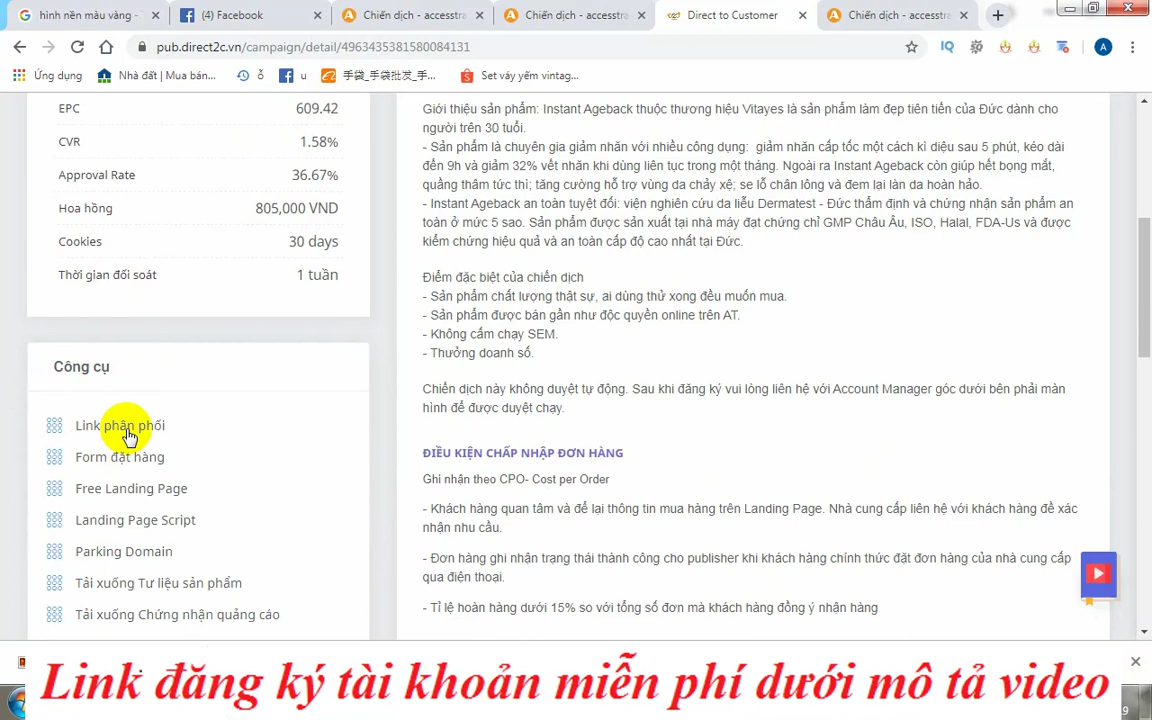 hình nền màu vàng -
(4) Facebook
Chiến dịch - accesstra
Chiến dịch - accesstra
Direct to Customer
Chiến dịch - accesstra
pub.direct2c.vn/campaign/detail/4963435381580084131
IQ
A
Ứng dụng
Nhà đất | Mua bán...
ỗ
u
手袋_手袋批发_手...
Set váy yếm vintag...
EPC 609.42
CVR 1.58%
Approval Rate 36.67%
Hoa hồng 805,000 VND
Cookies 30 days
Thời gian đối soát 1 tuần
Công cụ
Link phân phối
Form đặt hàng
Free Landing Page
Landing Page Script
Parking Domain
Tải xuống Tư liệu sản phẩm
Tải xuống Chứng nhận quảng cáo
Giới thiệu sản phẩm: Instant Ageback thuộc thương hiệu Vitayes là sản phẩm làm đẹp tiên tiến của Đức dành cho
người trên 30 tuổi.
- Sản phẩm là chuyên gia giảm nhăn với nhiều công dụng: giảm nhăn cấp tốc một cách kì diệu sau 5 phút, kéo dài
đến 9h và giảm 32% vết nhăn khi dùng liên tục trong một tháng. Ngoài ra Instant Ageback còn giúp hết bọng mắt,
quầng thâm tức thì; tăng cường hỗ trợ vùng da chảy xệ; se lỗ chân lông và đem lại làn da hoàn hảo.
- Instant Ageback an toàn tuyệt đối: viện nghiên cứu da liễu Dermatest - Đức thẩm định và chứng nhận sản phẩm an
toàn ở mức 5 sao. Sản phẩm được sản xuất tại nhà máy đạt chứng chỉ GMP Châu Âu, ISO, Halal, FDA-Us và được
kiểm chứng hiệu quả và an toàn cấp độ cao nhất tại Đức.
Điểm đặc biệt của chiến dịch
- Sản phẩm chất lượng thật sự, ai dùng thử xong đều muốn mua.
- Sản phẩm được bán gần như độc quyền online trên AT.
- Không cấm chạy SEM.
- Thưởng doanh số.
Chiến dịch này không duyệt tự động. Sau khi đăng ký vui lòng liên hệ với Account Manager góc dưới bên phải màn
hình để được duyệt chạy.
ĐIỀU KIỆN CHẤP NHẬP ĐƠN HÀNG
Ghi nhận theo CPO- Cost per Order
- Khách hàng quan tâm và để lại thông tin mua hàng trên Landing Page. Nhà cung cấp liên hệ với khách hàng để xác
nhận nhu cầu.
- Đơn hàng ghi nhận trạng thái thành công cho publisher khi khách hàng chính thức đặt đơn hàng của nhà cung cấp
qua điện thoại.
- Tỉ lệ hoàn hàng dưới 15% so với tổng số đơn mà khách hàng đồng ý nhận hàng
Link đăng ký tài khoản miễn phí dưới mô tả video